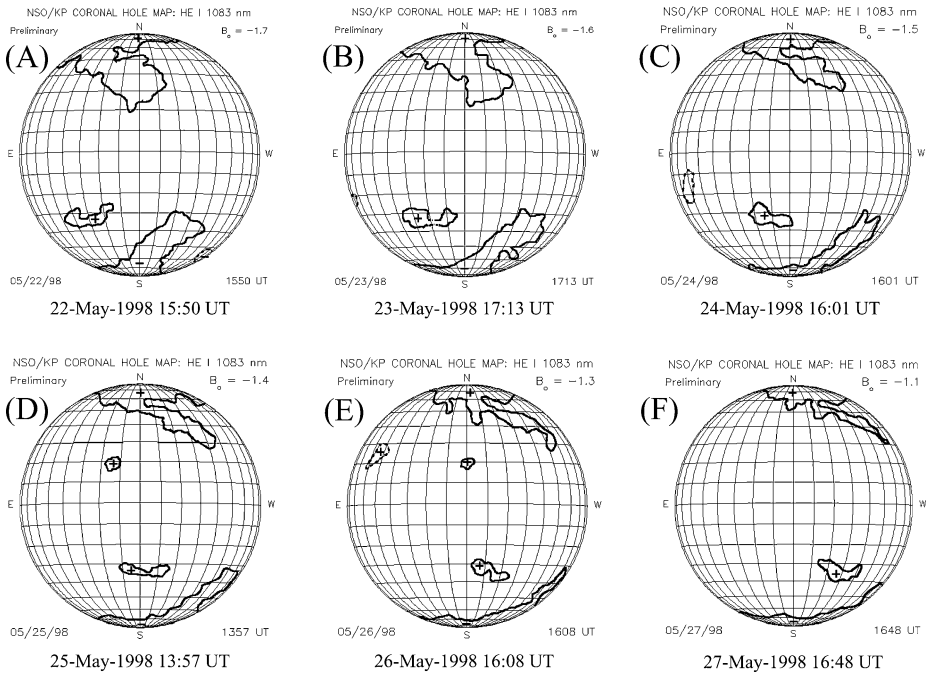 NSO/KP CORONAL HOLE MAP: HE I 1083 nm
Preliminary N B₀ = −1.7
(A)
E W
+
+
−
05/22/98 S 1550 UT
22-May-1998 15:50 UT
NSO/KP CORONAL HOLE MAP: HE I 1083 nm
Preliminary N B₀ = −1.6
(B)
E W
+
05/23/98 S 1713 UT
23-May-1998 17:13 UT
NSO/KP CORONAL HOLE MAP: HE I 1083 nm
Preliminary N B₀ = −1.5
(C)
E W
+
+
−
05/24/98 S 1601 UT
24-May-1998 16:01 UT
NSO/KP CORONAL HOLE MAP: HE I 1083 nm
Preliminary N B₀ = −1.4
(D)
+
+
E W
+
−
05/25/98 S 1357 UT
25-May-1998 13:57 UT
NSO/KP CORONAL HOLE MAP: HE I 1083 nm
Preliminary N B₀ = −1.3
(E)
+
+
+
E W
+
−
05/26/98 S 1608 UT
26-May-1998 16:08 UT
NSO/KP CORONAL HOLE MAP: HE I 1083 nm
Preliminary N B₀ = −1.1
(F)
+
E W
+
−
05/27/98 S 1648 UT
27-May-1998 16:48 UT